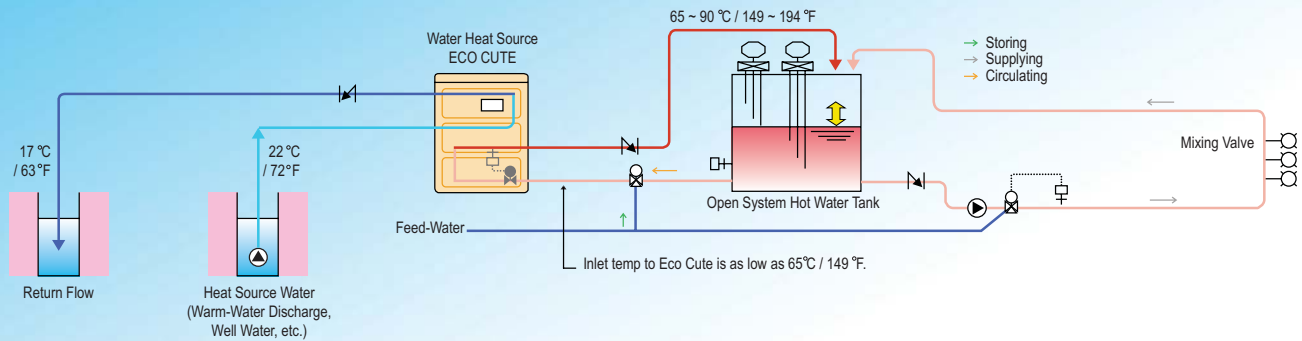 65 ~ 90 °C / 149 ~ 194 °F
Water Heat Source
ECO CUTE
→ Storing
→ Supplying
→ Circulating
17 °C
/ 63°F
22 °C
/ 72°F
Mixing Valve
Open System Hot Water Tank
Feed-Water
Inlet temp to Eco Cute is as low as 65°C / 149 °F.
Return Flow
Heat Source Water
(Warm-Water Discharge,
Well Water, etc.)